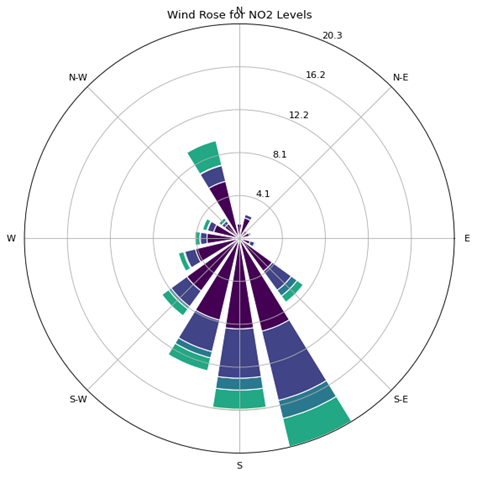 Wind Rose for NO2 Levels
N
20.3
N-W
16.2
N-E
12.2
8.1
4.1
W
E
S-W
S-E
S